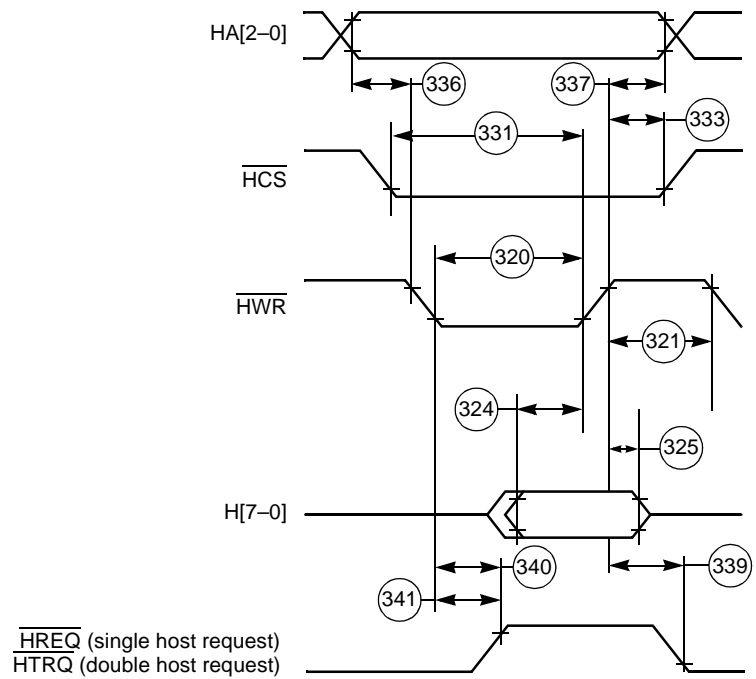 HA[2–0]
336
337
333
331
HCS
320
HWR
321
324
325
H[7–0]
340
339
341
HREQ (single host request)
HTRQ (double host request)